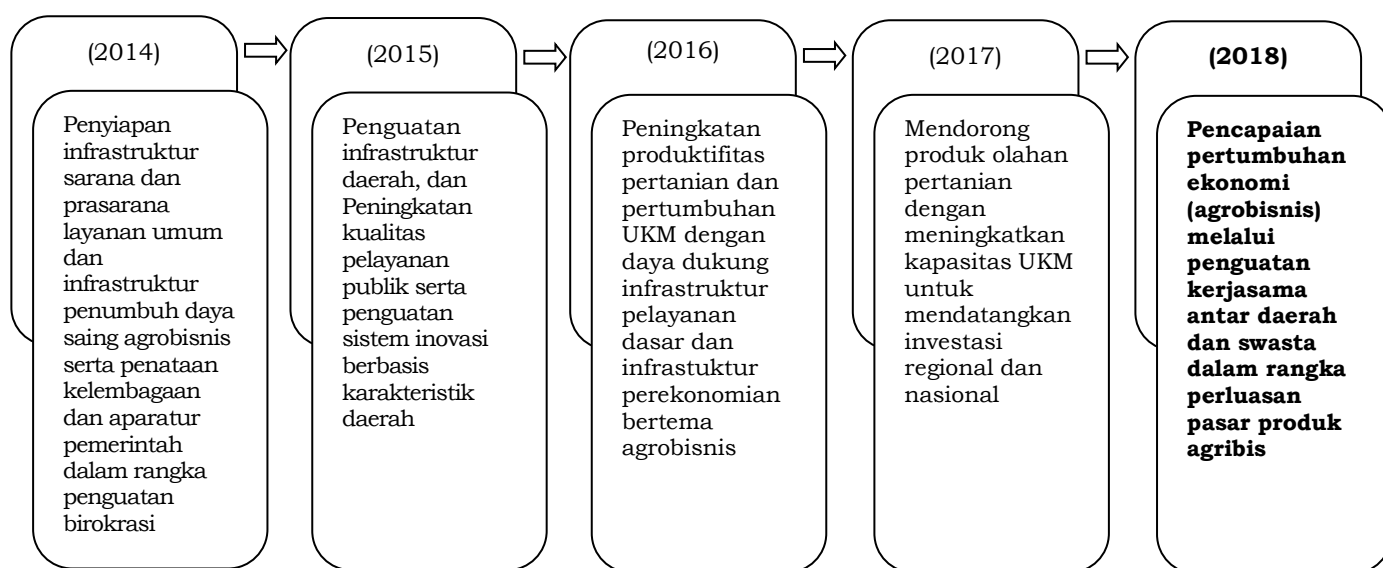 (2014)
Penyiapan
infrastruktur
sarana dan
prasarana
layanan umum
dan
infrastruktur
penumbuh daya
saing agrobisnis
serta penataan
kelembagaan
dan aparatur
pemerintah
dalam rangka
penguatan
birokrasi
(2015)
Penguatan
infrastruktur
daerah, dan
Peningkatan
kualitas
pelayanan
publik serta
penguatan
sistem inovasi
berbasis
karakteristik
daerah
(2016)
Peningkatan
produktifitas
pertanian dan
pertumbuhan
UKM dengan
daya dukung
infrastruktur
pelayanan
dasar dan
infrastuktur
perekonomian
bertema
agrobisnis
(2017)
Mendorong
produk olahan
pertanian
dengan
meningkatkan
kapasitas UKM
untuk
mendatangkan
investasi
regional dan
nasional
(2018)
Pencapaian
pertumbuhan
ekonomi
(agrobisnis)
melalui
penguatan
kerjasama
antar daerah
dan swasta
dalam rangka
perluasan
pasar produk
agribis